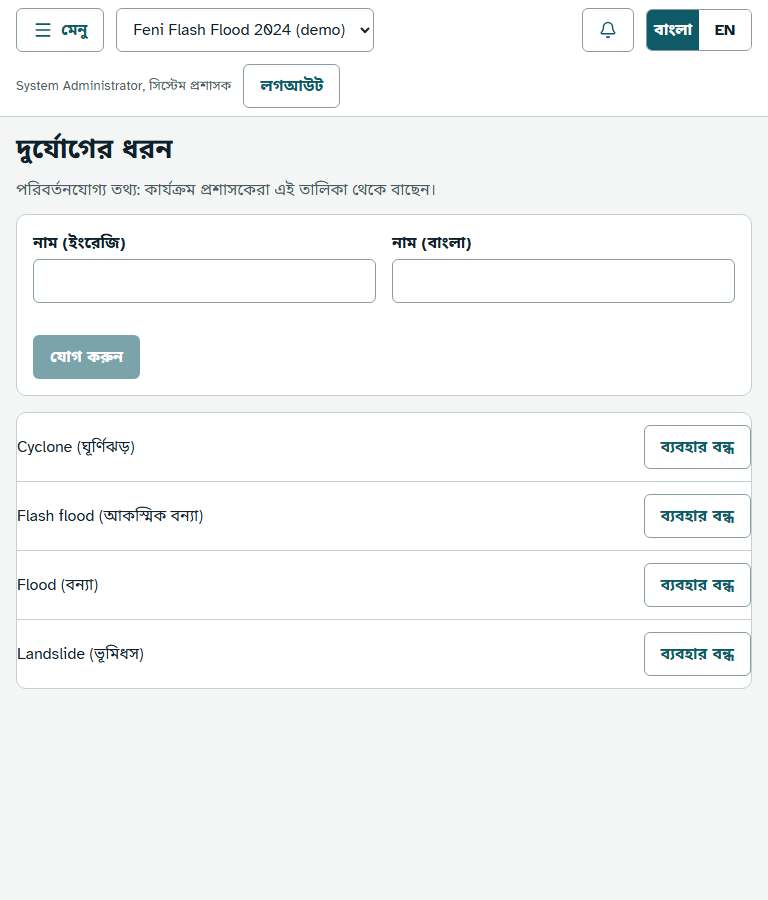 মেনু
Feni Flash Flood 2024 (demo)
বাংলা
EN
System Administrator, সিস্টেম প্রশাসক
লগআউট
দুর্যোগের ধরন
পরিবর্তনযোগ্য তথ্য: কার্যক্রম প্রশাসকেরা এই তালিকা থেকে বাছেন।
নাম (ইংরেজি)
নাম (বাংলা)
যোগ করুন
Cyclone (ঘূর্ণিঝড়)
ব্যবহার বন্ধ
Flash flood (আকস্মিক বন্যা)
ব্যবহার বন্ধ
Flood (বন্যা)
ব্যবহার বন্ধ
Landslide (ভূমিধস)
ব্যবহার বন্ধ